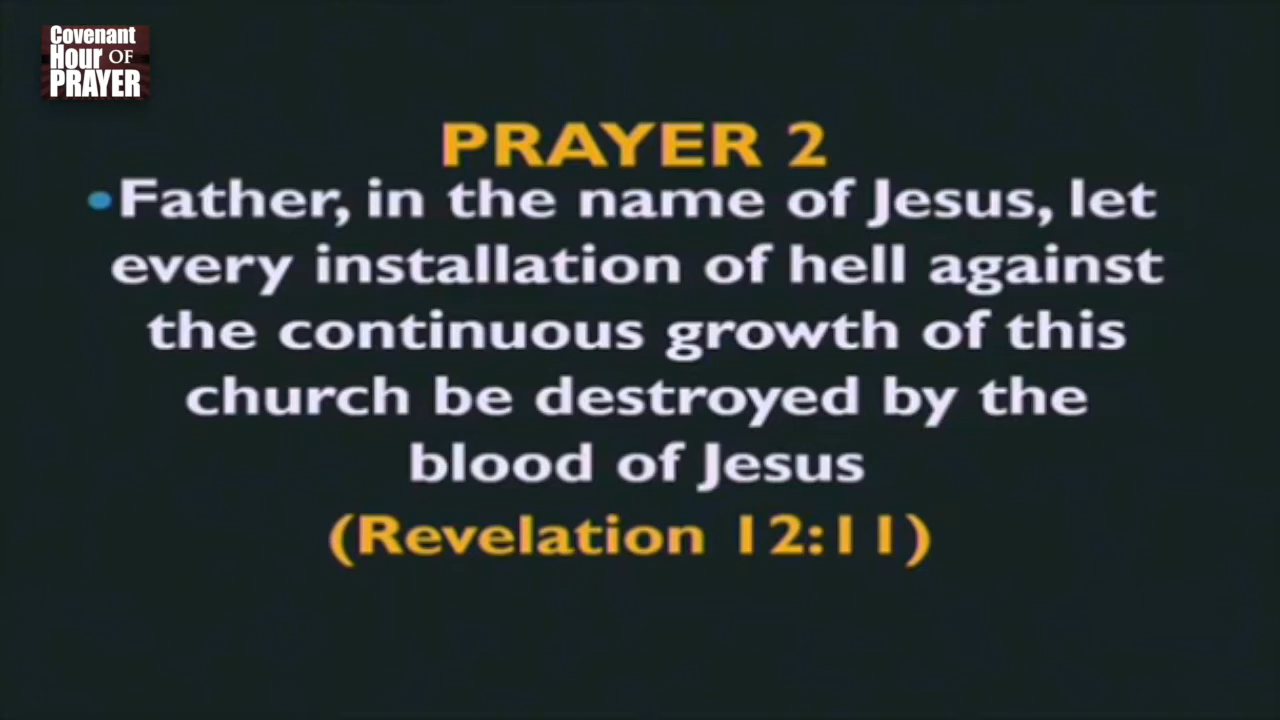 Covenant
Hour OF
PRAYER
PRAYER 2
•Father, in the name of Jesus, let
every installation of hell against
the continuous growth of this
church be destroyed by the
blood of Jesus
(Revelation 12:11)